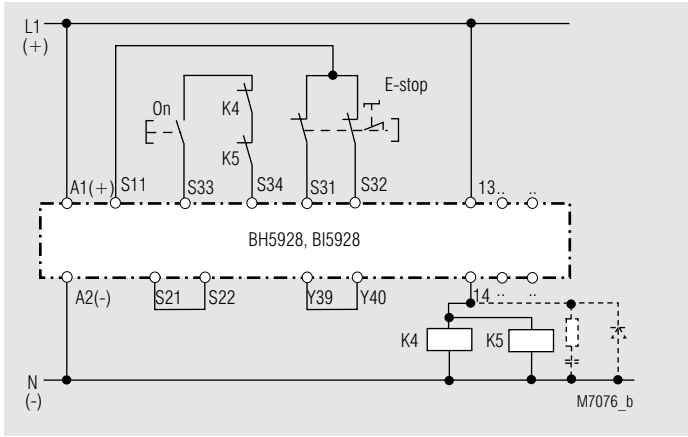 L1
(+)
E-stop
On
K4
K5
A1(+)
S11
S33
S34
S31
S32
13..
..
BH5928, BI5928
A2(-)
S21
S22
Y39
Y40
14
..
..
K4
K5
N
(-)
M7076_b